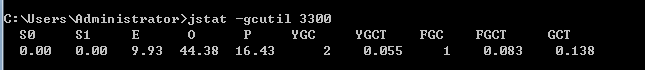 C:\Users\Administrator>jstat -gcutil 3300
S0 S1 E O P YGC YGCT FGC FGCT GCT
0.00 0.00 9.93 44.38 16.43 2 0.055 1 0.083 0.138